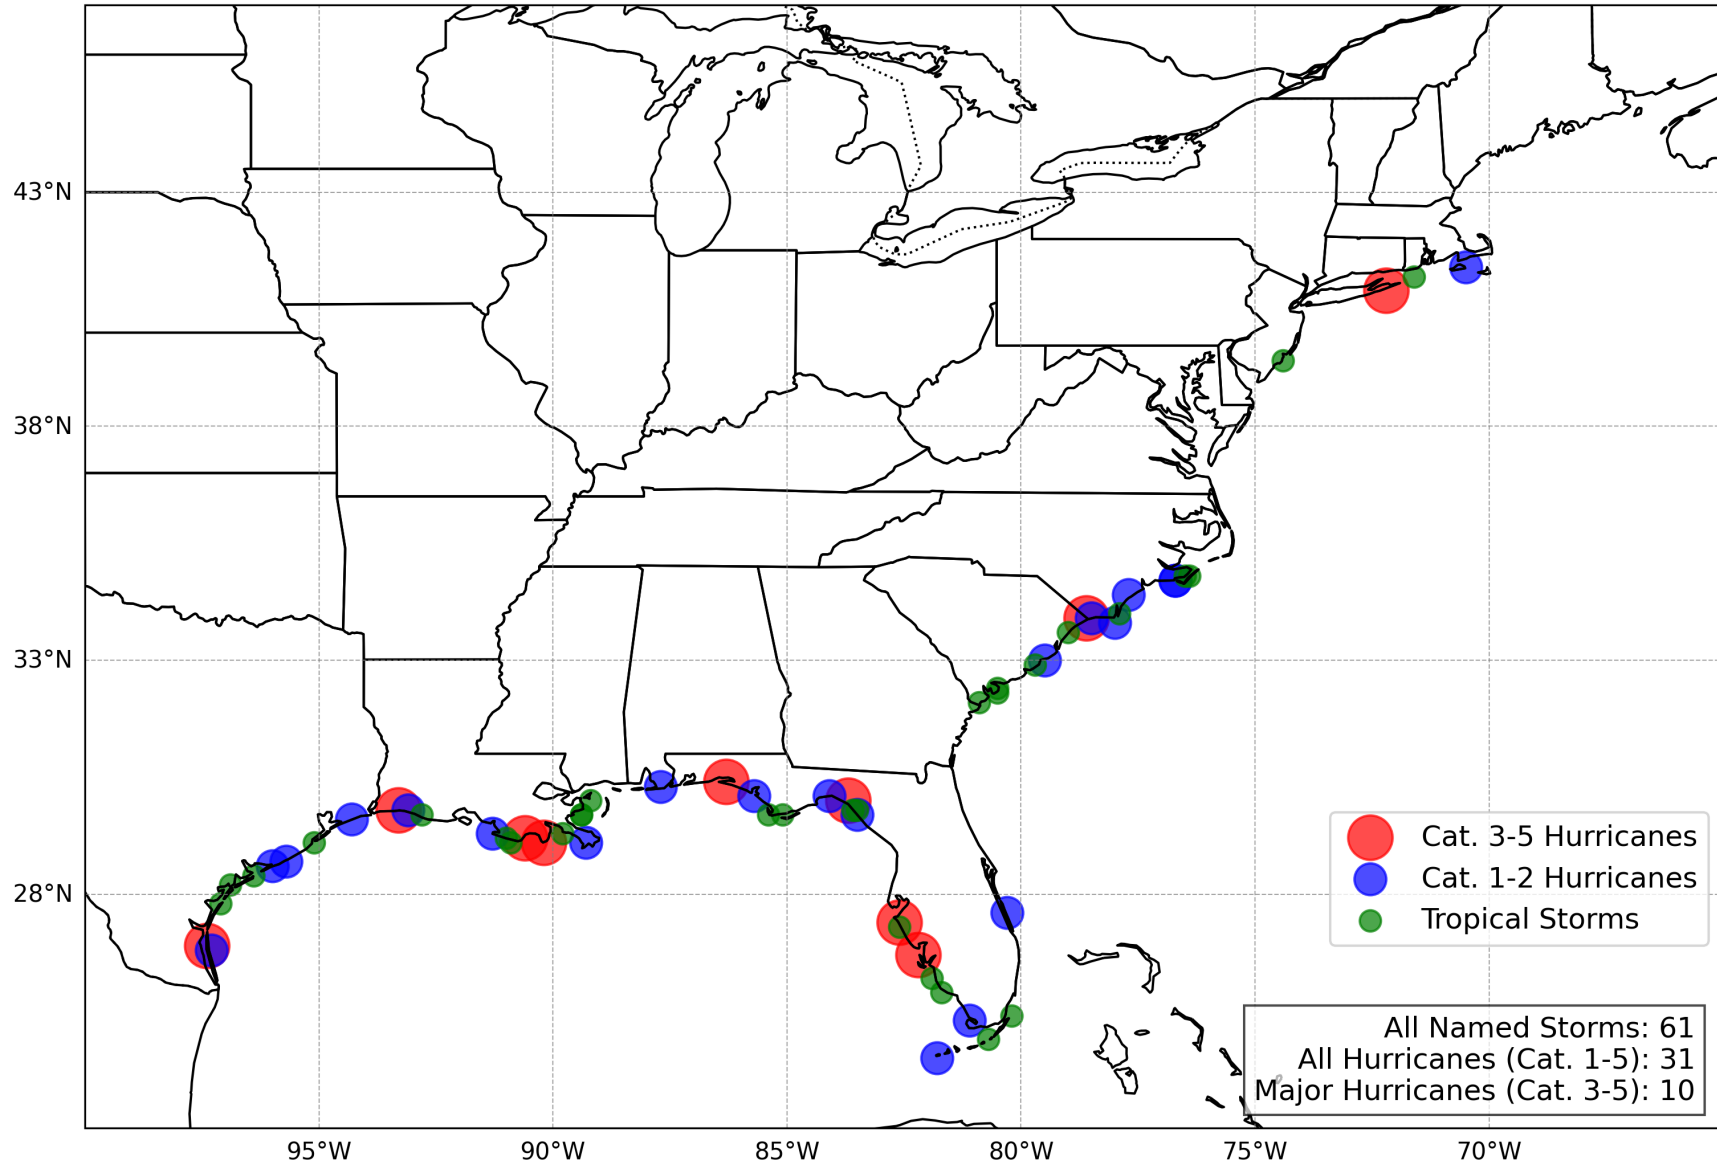 43°N
38°N
33°N
28°N
Cat. 3-5 Hurricanes
Cat. 1-2 Hurricanes
Tropical Storms
All Named Storms: 61
All Hurricanes (Cat. 1-5): 31
Major Hurricanes (Cat. 3-5): 10
95°W 90°W 85°W 80°W 75°W 70°W